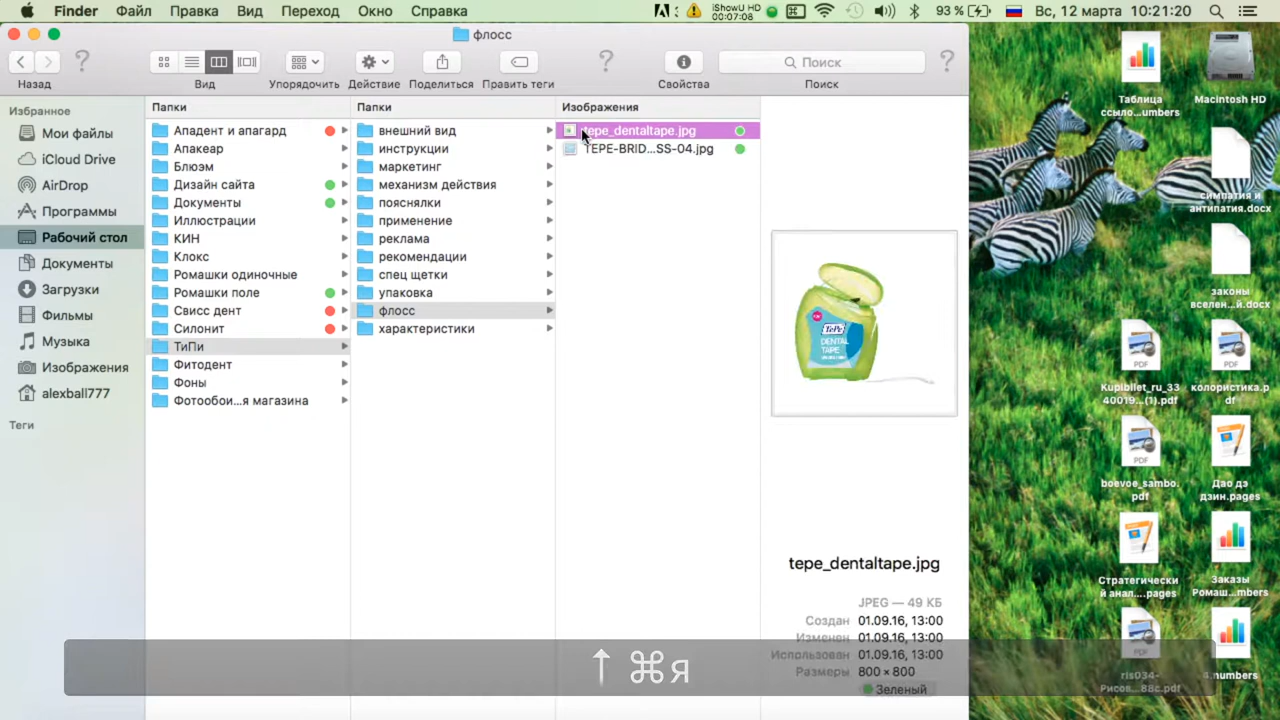 Finder Файл Правка Вид Переход Окно Справка
iShowU HD
00:07:08
93 %
Вс, 12 марта 10:21:20
флосс
Назад
Вид
Упорядочить
Действие
Поделиться
Править теги
Свойства
Поиск
Поиск
Избранное
Мои файлы
iCloud Drive
AirDrop
Программы
Рабочий стол
Документы
Загрузки
Фильмы
Музыка
Изображения
alexball777
Теги
Папки
Ападент и апагард
Апакеар
Блюэм
Дизайн сайта
Документы
Иллюстрации
КИН
Клокс
Ромашки одиночные
Ромашки поле
Свисс дент
Силонит
ТиПи
Фитодент
Фоны
Фотообои...я магазина
Папки
внешний вид
инструкции
маркетинг
механизм действия
пояснялки
применение
реклама
рекомендации
спец щетки
упаковка
флосс
характеристики
Изображения
tepe_dentaltape.jpg
TEPE-BRID...SS-04.jpg
TePe
DENTAL
TAPE
tepe_dentaltape.jpg
JPEG — 49 КБ
Создан 01.09.16, 13:00
Изменен 01.09.16, 13:00
Использован 01.09.16, 13:00
Размеры 800 × 800
Зеленый
↑ ⌘я
Таблица
ссыло...umbers
Macintosh HD
симпатия и
антипатия.docx
законы
вселен...й.docx
Kupibilet_ru_33
40019...(1).pdf
колористика.p
df
boevoe_sambo.
pdf
Дао дэ
дзин.pages
Стратегически
й анал....pages
Заказы
Ромаш...mbers
ris034-
Рисов...88c.pdf
.numbers